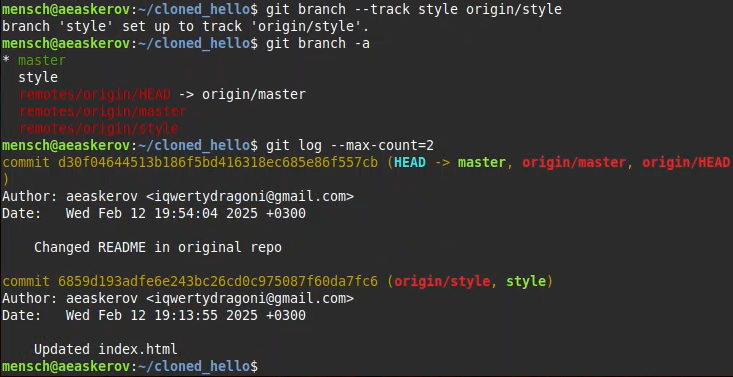 mensch@aeaskerov:~/cloned_hello$ git branch --track style origin/style
branch 'style' set up to track 'origin/style'.
mensch@aeaskerov:~/cloned_hello$ git branch -a
* master
  style
  remotes/origin/HEAD -> origin/master
  remotes/origin/master
  remotes/origin/style
mensch@aeaskerov:~/cloned_hello$ git log --max-count=2
commit d30f04644513b186f5bd416318ec685e86f557cb (HEAD -> master, origin/master, origin/HEAD
)
Author: aeaskerov <iqwertydragoni@gmail.com>
Date:   Wed Feb 12 19:54:04 2025 +0300

    Changed README in original repo

commit 6859d193adfe6e243bc26cd0c975087f60da7fc6 (origin/style, style)
Author: aeaskerov <iqwertydragoni@gmail.com>
Date:   Wed Feb 12 19:13:55 2025 +0300

    Updated index.html
mensch@aeaskerov:~/cloned_hello$